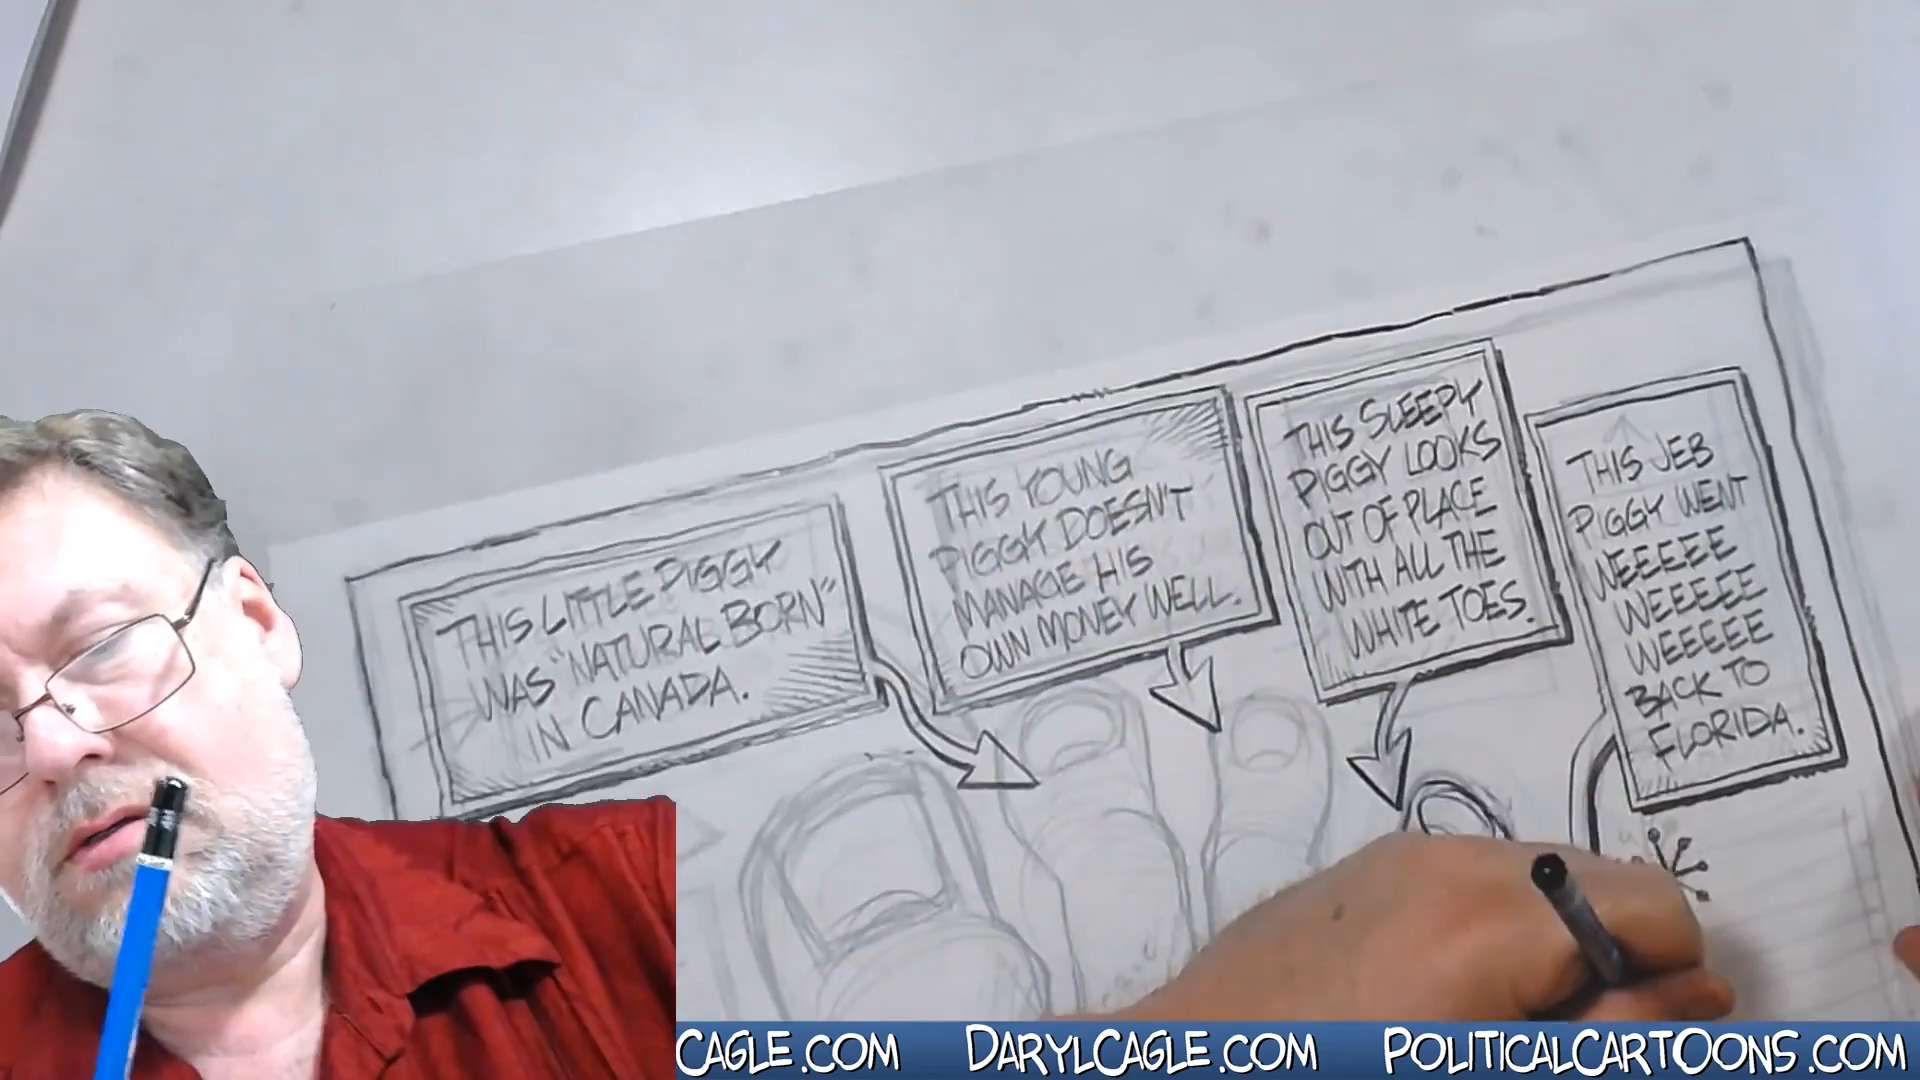 THIS LITTLE PIGGY
WAS "NATURAL BORN"
IN CANADA.
THIS YOUNG
PIGGY DOESN'T
MANAGE HIS
OWN MONEY WELL.
THIS SLEEPY
PIGGY LOOKS
OUT OF PLACE
WITH ALL THE
WHITE TOES.
THIS JEB
PIGGY WENT
WEEEEE
WEEEEE
WEEEEE
BACK TO
FLORIDA.
CAGLE.COM DARYLCAGLE.COM POLITICALCARTOONS.COM